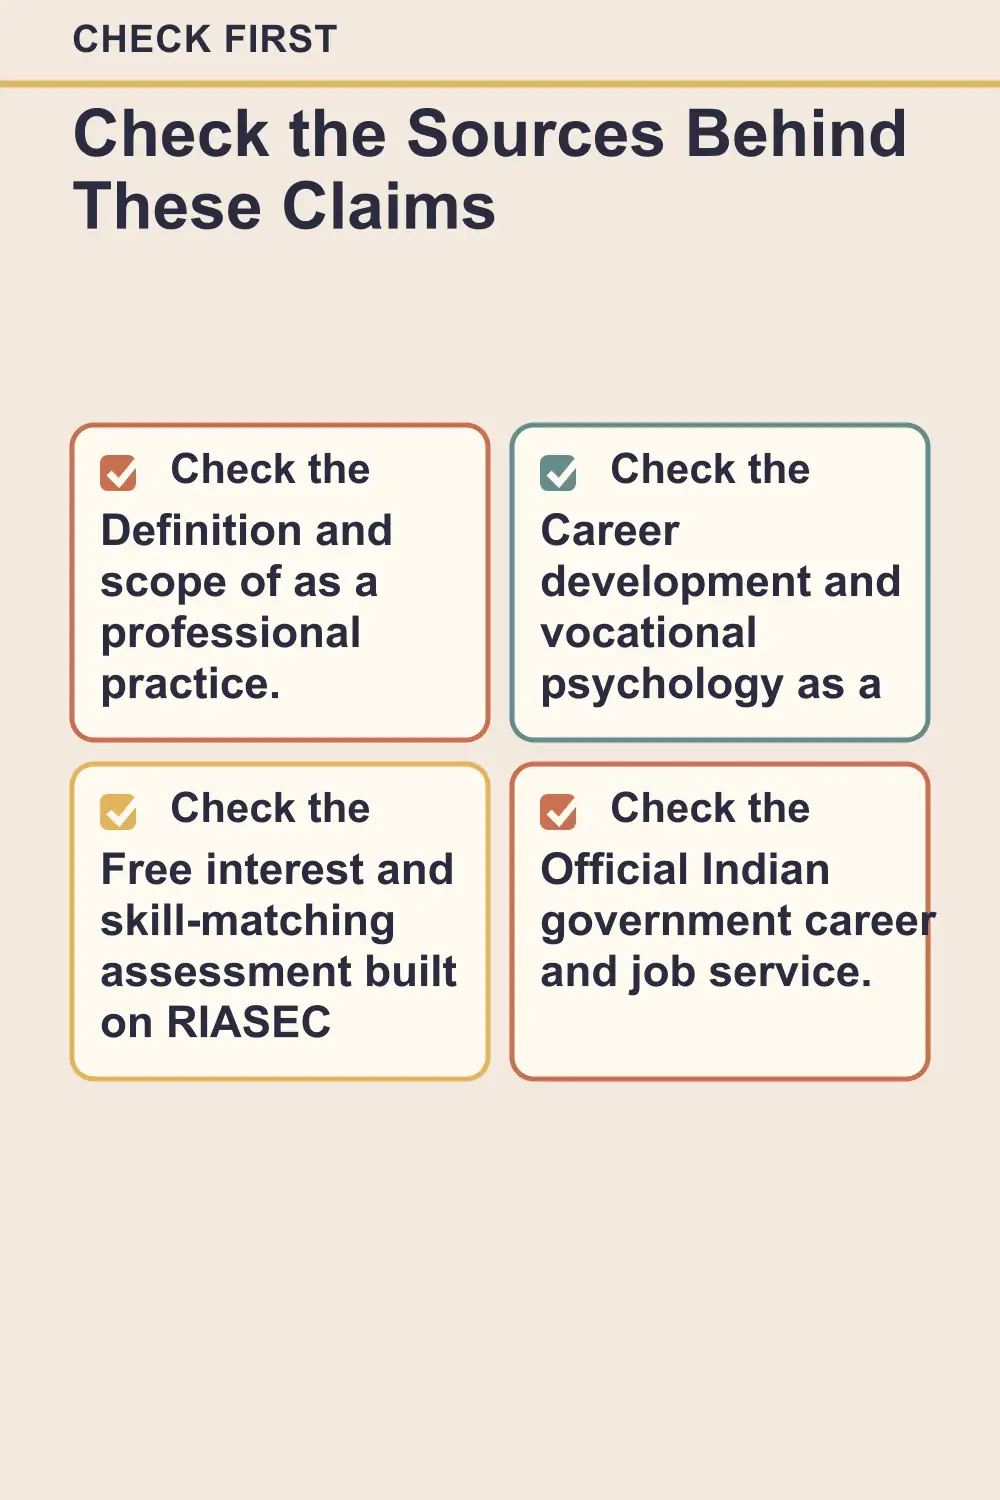 CHECK FIRST
Check the Sources Behind
These Claims
Check the
Definition and
scope of as a
professional
practice.
Check the
Career
development and
vocational
psychology as a
Check the
Free interest and
skill-matching
assessment built
on RIASEC
Check the
Official Indian
government career
and job service.